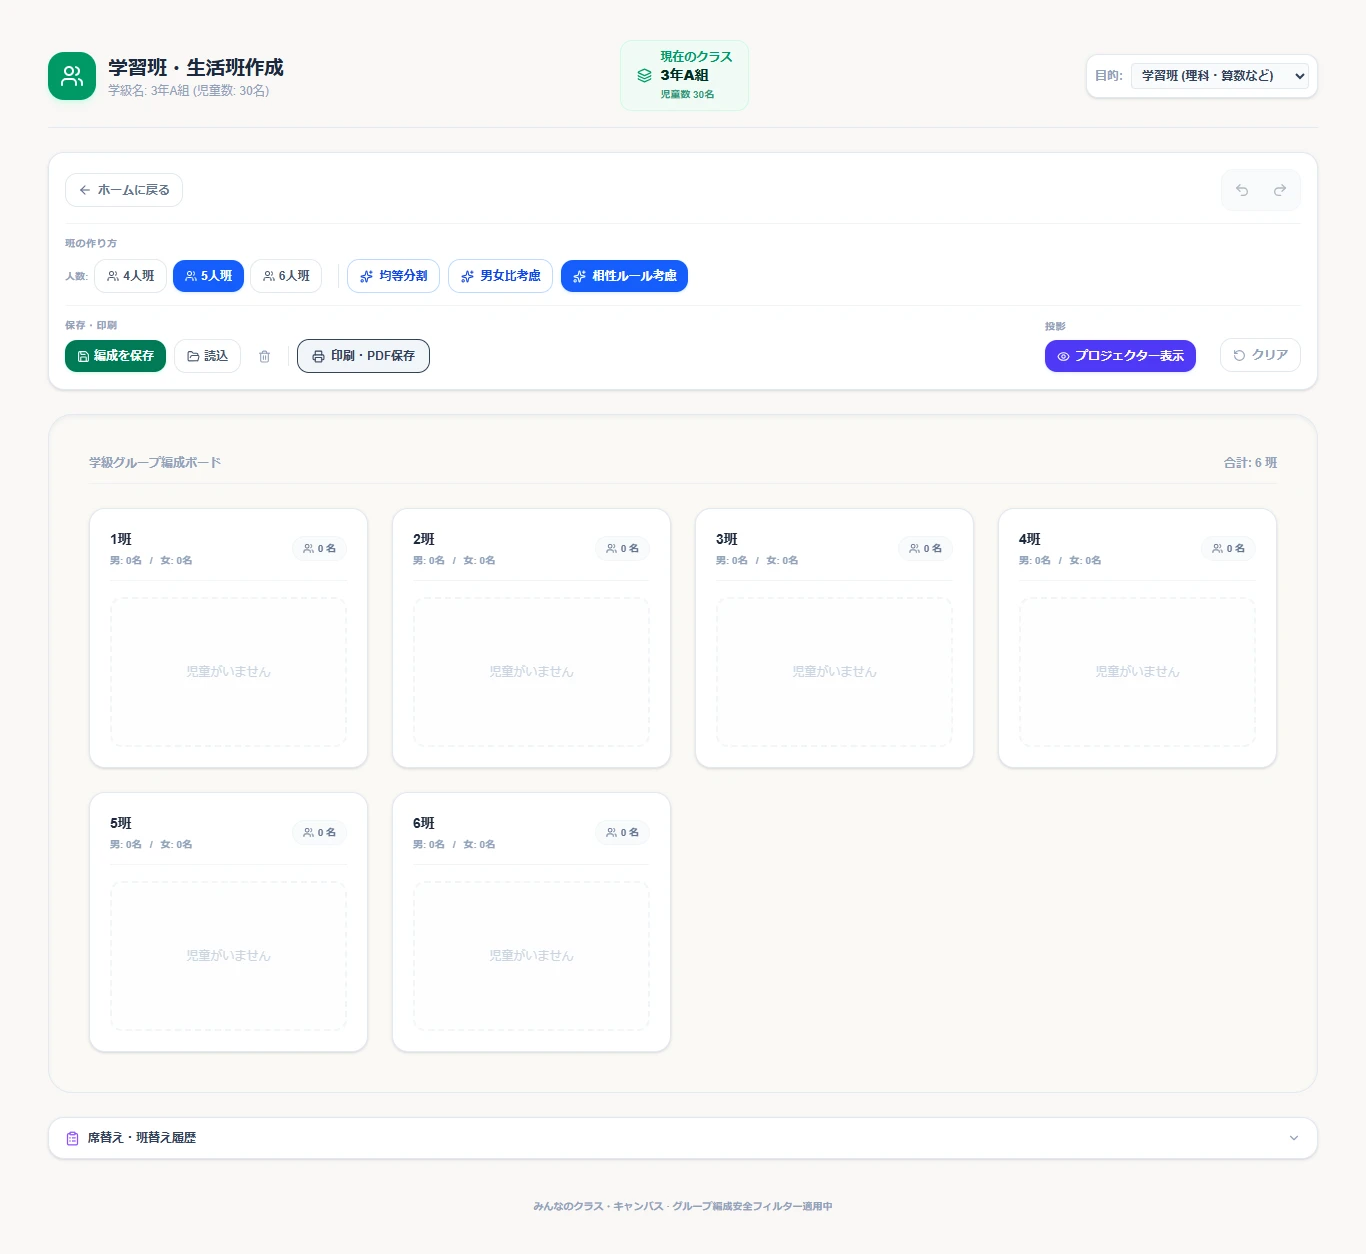 学習班・生活班作成
学級名: 3年A組 (児童数: 30名)
現在のクラス
3年A組
児童数 30名
目的:
学習班 (理科・算数など)
ホームに戻る
班の作り方
人数:
4人班
5人班
6人班
均等分割
男女比考慮
相性ルール考慮
保存・印刷
編成を保存
読込
印刷・PDF保存
投影
プロジェクター表示
クリア
学級グループ編成ボード
合計: 6 班
1班
男: 0名 / 女: 0名
0 名
児童がいません
2班
男: 0名 / 女: 0名
0 名
児童がいません
3班
男: 0名 / 女: 0名
0 名
児童がいません
4班
男: 0名 / 女: 0名
0 名
児童がいません
5班
男: 0名 / 女: 0名
0 名
児童がいません
6班
男: 0名 / 女: 0名
0 名
児童がいません
席替え・班替え履歴
みんなのクラス・キャンバス · グループ編成安全フィルター適用中